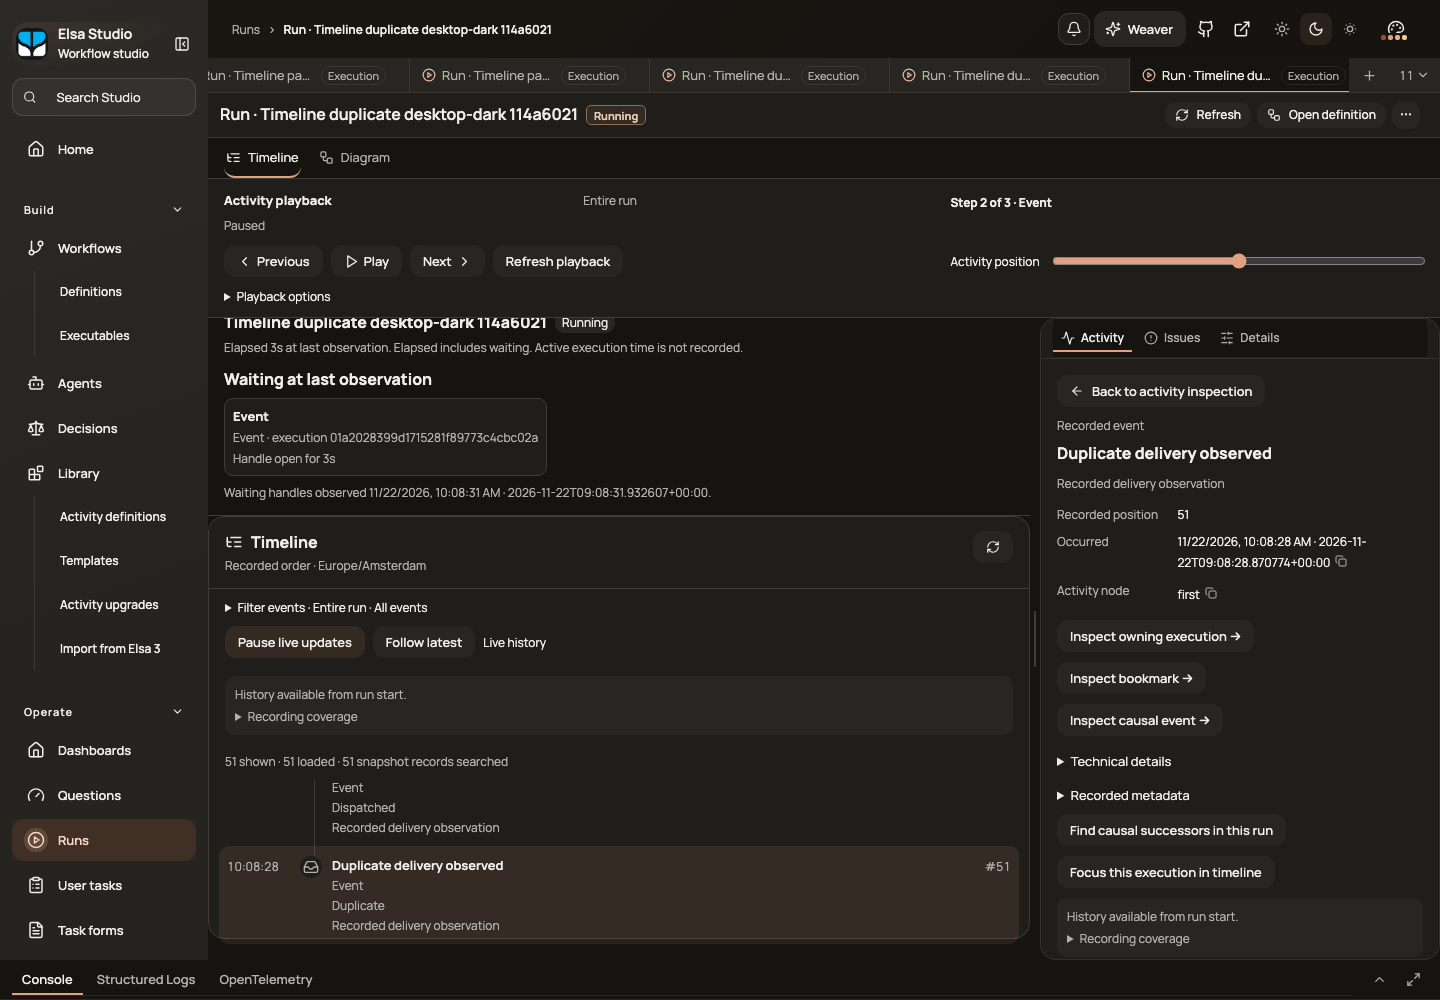 Elsa Studio
Workflow studio
Search Studio
Home
Build
Workflows
Definitions
Executables
Agents
Decisions
Library
Activity definitions
Templates
Activity upgrades
Import from Elsa 3
Operate
Dashboards
Questions
Runs
User tasks
Task forms
Runs › Run · Timeline duplicate desktop-dark 114a6021
Weaver
Run · Timeline pa... Execution
Run · Timeline pa... Execution
Run · Timeline du... Execution
Run · Timeline du... Execution
Run · Timeline du... Execution
11
Run · Timeline duplicate desktop-dark 114a6021 Running
Refresh
Open definition
Timeline
Diagram
Activity playback
Entire run
Step 2 of 3 · Event
Paused
Previous
Play
Next
Refresh playback
Activity position
Playback options
Timeline duplicate desktop-dark 114a6021 Running
Elapsed 3s at last observation. Elapsed includes waiting. Active execution time is not recorded.
Waiting at last observation
Event
Event · execution 01a2028399d1715281f89773c4cbc02a
Handle open for 3s
Waiting handles observed 11/22/2026, 10:08:31 AM · 2026-11-22T09:08:31.932607+00:00.
Timeline
Recorded order · Europe/Amsterdam
Filter events · Entire run · All events
Pause live updates
Follow latest
Live history
History available from run start.
Recording coverage
51 shown · 51 loaded · 51 snapshot records searched
Event
Dispatched
Recorded delivery observation
10:08:28
Duplicate delivery observed
#51
Event
Duplicate
Recorded delivery observation
Activity
Issues
Details
Back to activity inspection
Recorded event
Duplicate delivery observed
Recorded delivery observation
Recorded position 51
Occurred 11/22/2026, 10:08:28 AM · 2026-11-
22T09:08:28.870774+00:00
Activity node first
Inspect owning execution →
Inspect bookmark →
Inspect causal event →
Technical details
Recorded metadata
Find causal successors in this run
Focus this execution in timeline
History available from run start.
Recording coverage
Console
Structured Logs
OpenTelemetry